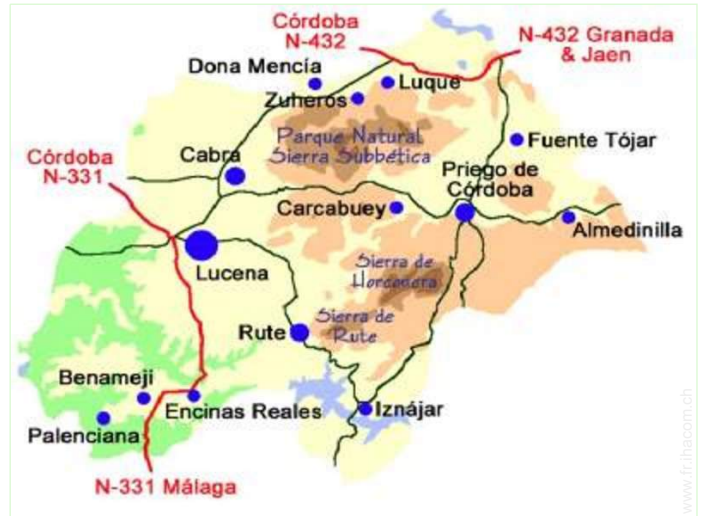 Córdoba
N-432
N-432 Granada
& Jaen
Dona Mencía
Luque
Zuheros
Parque Natural
Sierra Subbética
Fuente Tójar
Córdoba
N-331
Cabra
Priego de
Córdoba
Carcabuey
Almedinilla
Lucena
Sierra de
Horconera
Sierra de
Rute
Rute
Benameji
Encinas Reales
Iznájar
Palenciana
N-331 Málaga
www.fr.ihacom.ch